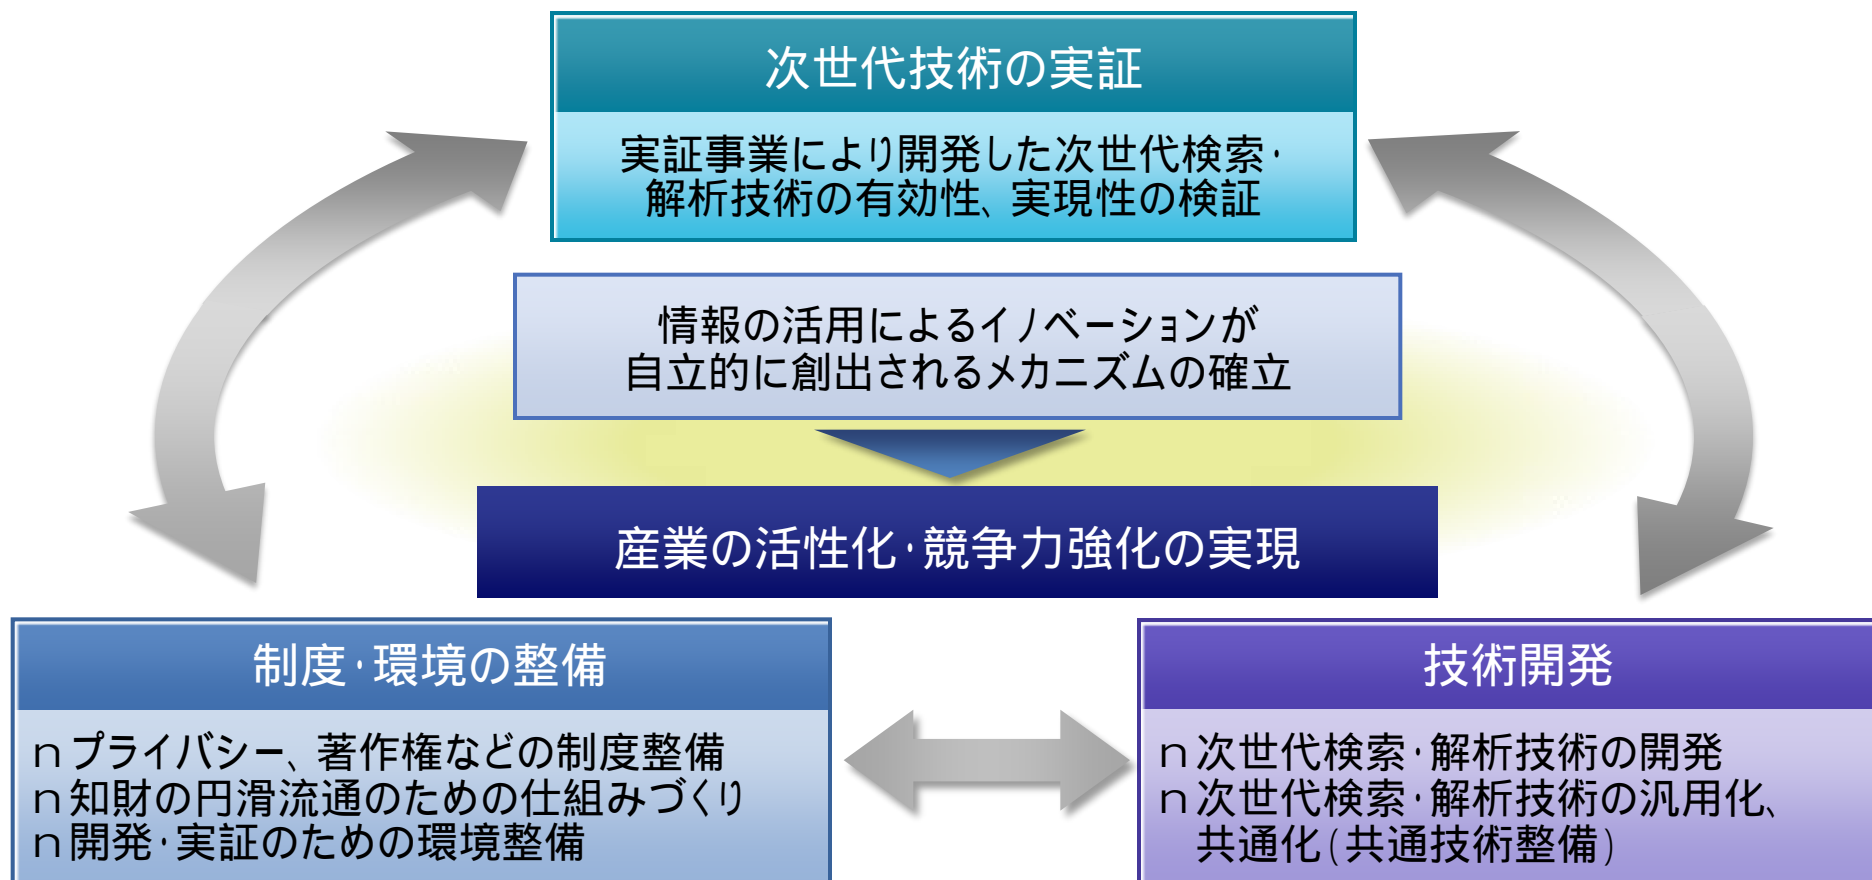 次世代技術の実証
実証事業により開発した次世代検索・
解析技術の有効性、実現性の検証
情報の活用によるイノベーションが
自立的に創出されるメカニズムの確立
産業の活性化・競争力強化の実現
制度・環境の整備
n プライバシー、著作権などの制度整備
n 知財の円滑流通のための仕組みづくり
n 開発・実証のための環境整備
技術開発
n 次世代検索・解析技術の開発
n 次世代検索・解析技術の汎用化、
共通化(共通技術整備)